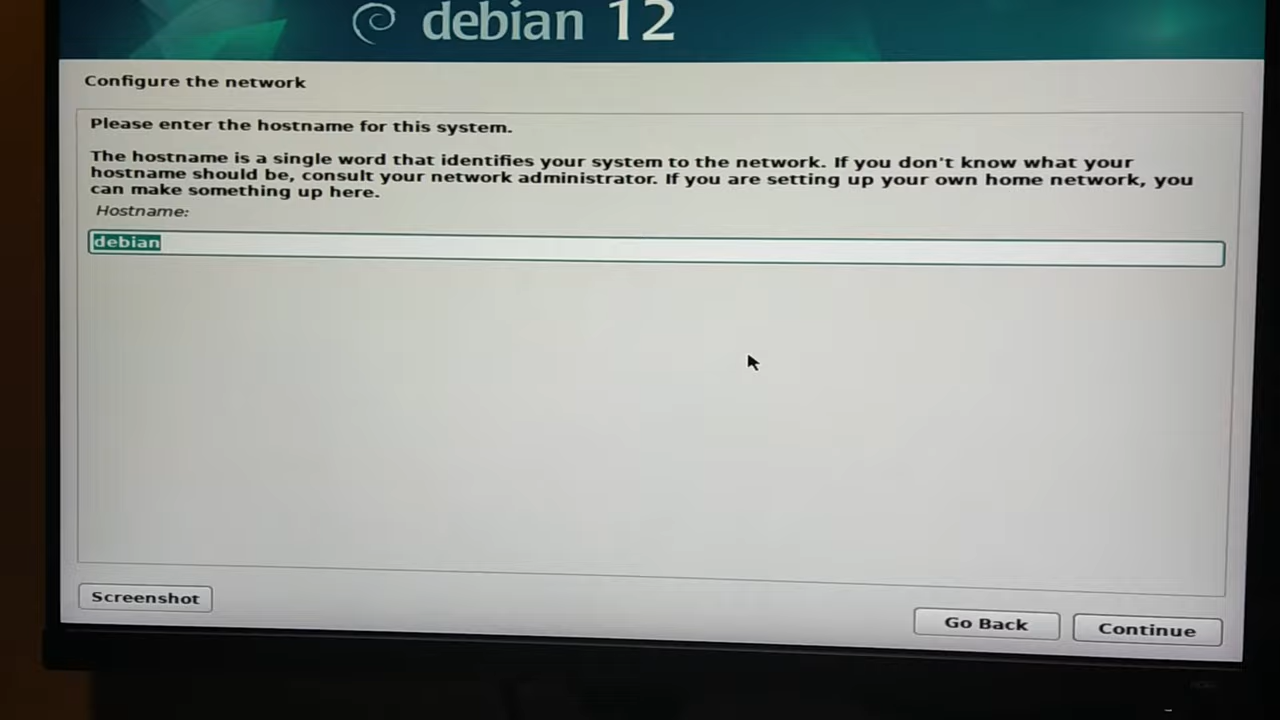 debian 12
Configure the network
Please enter the hostname for this system.
The hostname is a single word that identifies your system to the network. If you don't know what your
hostname should be, consult your network administrator. If you are setting up your own home network, you
can make something up here.
Hostname:
debian
Screenshot
Go Back
Continue